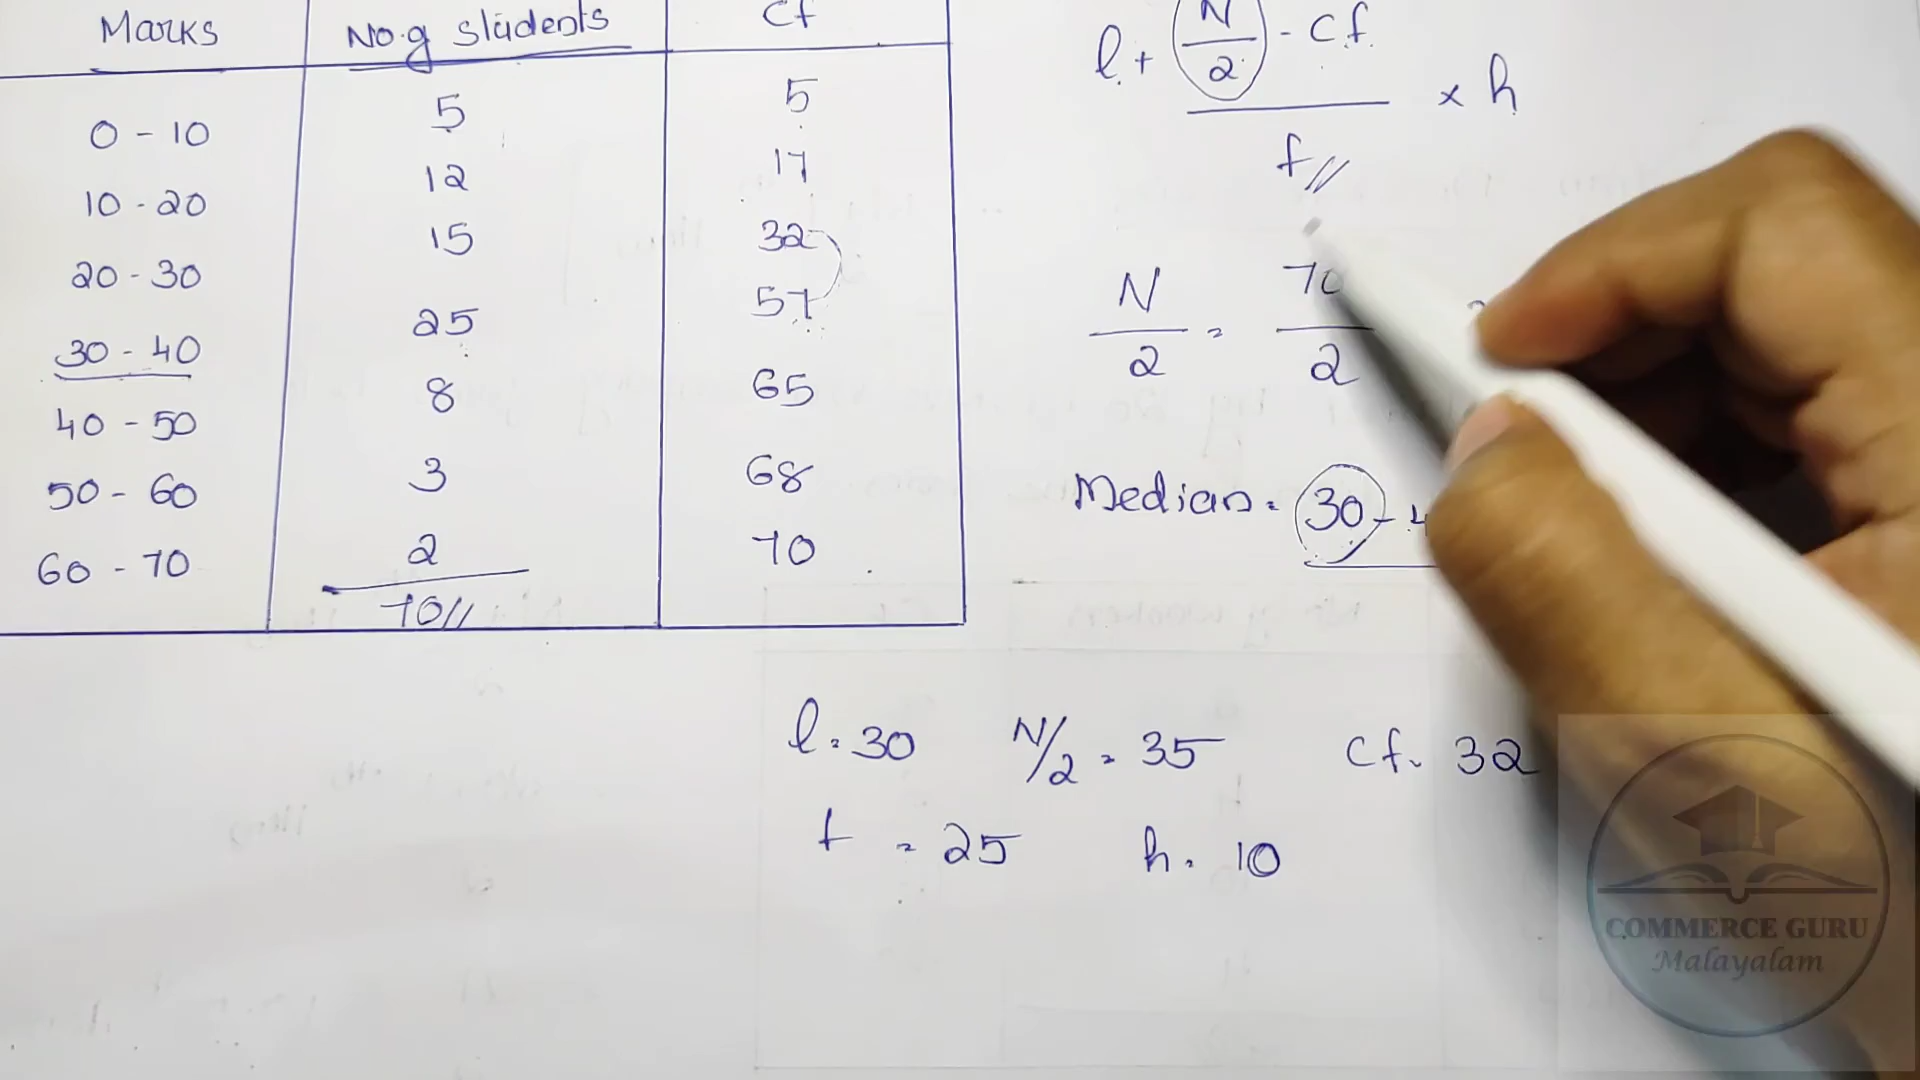 Marks No.of students Cf
0 - 10 5 5
10 - 20 12 17
20 - 30 15 32
30 - 40 25 57
40 - 50 8 65
50 - 60 3 68
60 - 70 2 70
70//
l + N/2 - Cf / f// × h
N/2 = 70/2
Median = 30 -
l = 30 N/2 = 35 Cf = 32
f = 25 h = 10
COMMERCE GURU
Malayalam